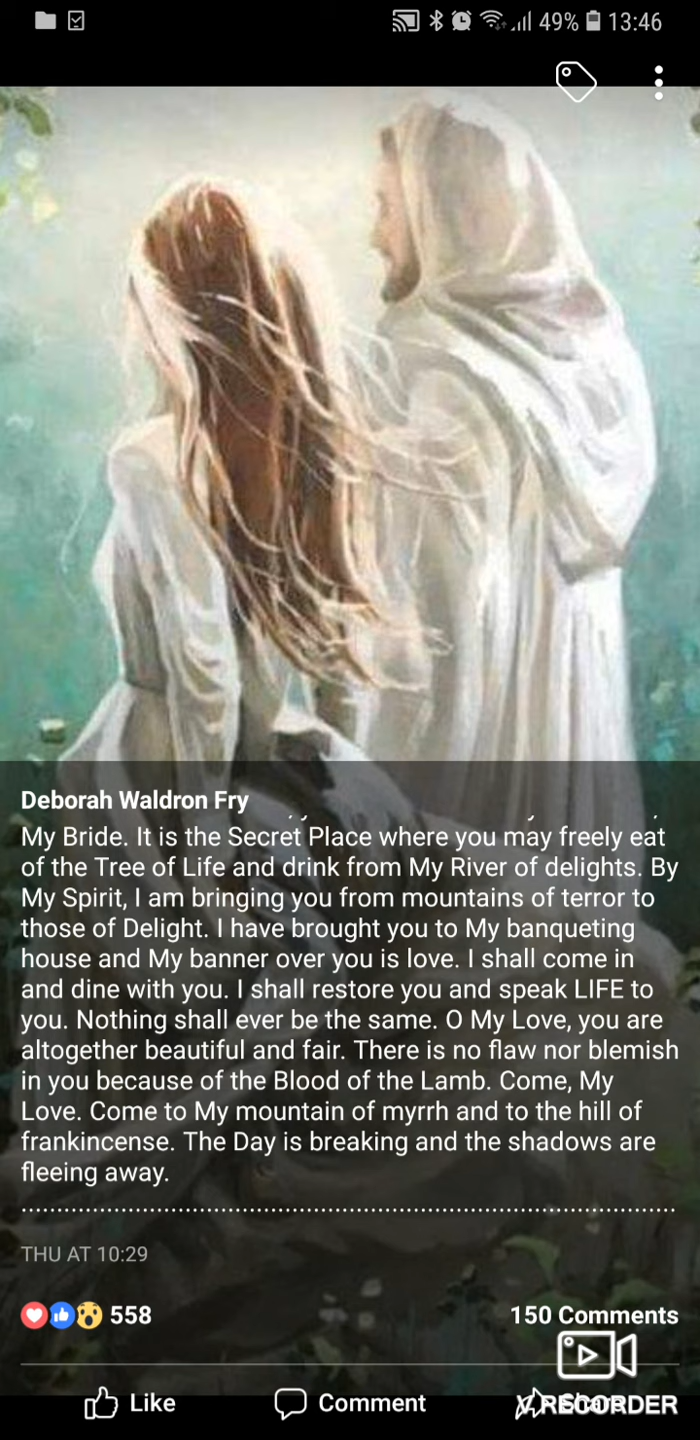 49% 13:46
Deborah Waldron Fry
My Bride. It is the Secret Place where you may freely eat
of the Tree of Life and drink from My River of delights. By
My Spirit, I am bringing you from mountains of terror to
those of Delight. I have brought you to My banqueting
house and My banner over you is love. I shall come in
and dine with you. I shall restore you and speak LIFE to
you. Nothing shall ever be the same. O My Love, you are
altogether beautiful and fair. There is no flaw nor blemish
in you because of the Blood of the Lamb. Come, My
Love. Come to My mountain of myrrh and to the hill of
frankincense. The Day is breaking and the shadows are
fleeing away.
................................................................................
THU AT 10:29
558 150 Comments
Like Comment Share
V RECORDER